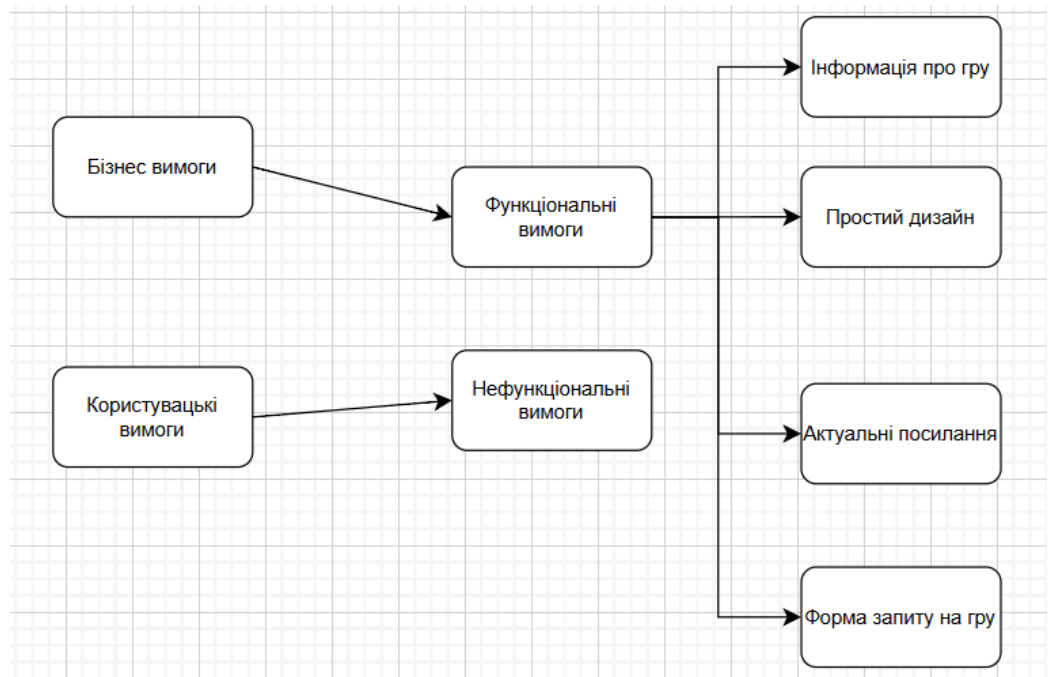 Бізнес вимоги
Користувацькі
вимоги
Функціональні
вимоги
Нефункціональні
вимоги
Інформація про гру
Простий дизайн
Актуальні посилання
Форма запиту на гру